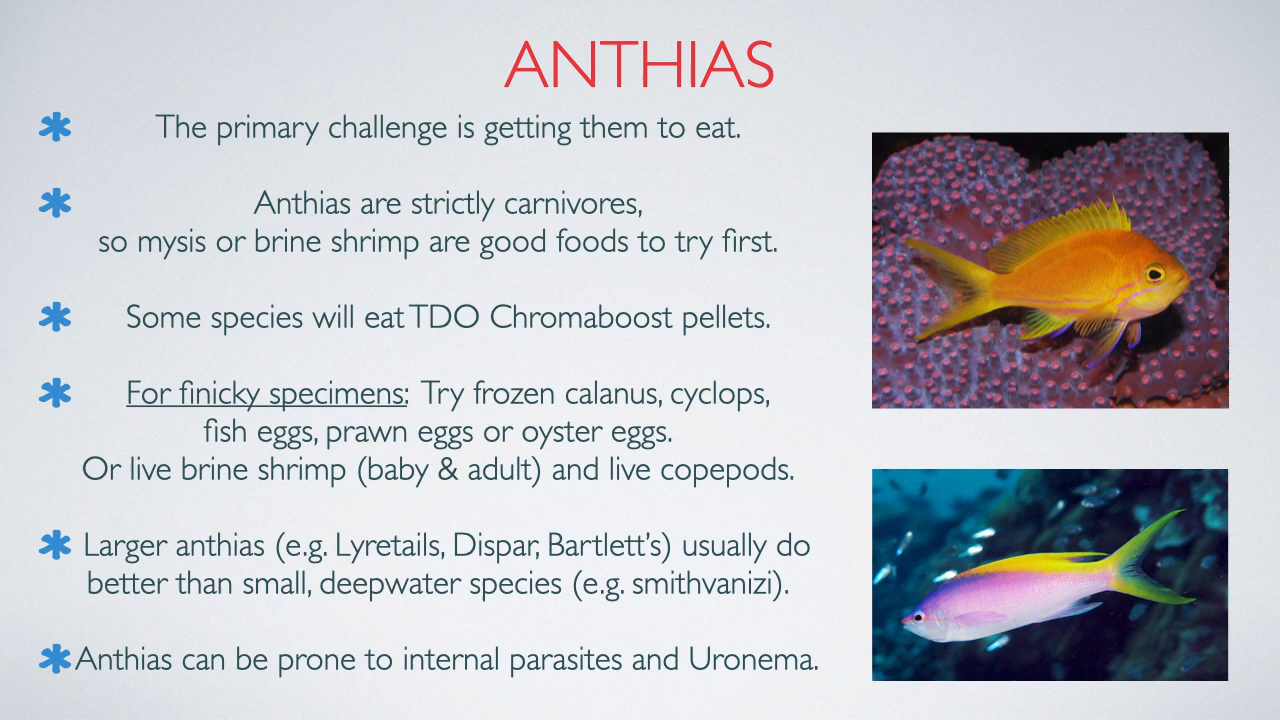 ANTHIAS
The primary challenge is getting them to eat.
Anthias are strictly carnivores,
so mysis or brine shrimp are good foods to try first.
Some species will eat TDO Chromaboost pellets.
For finicky specimens: Try frozen calanus, cyclops,
fish eggs, prawn eggs or oyster eggs.
Or live brine shrimp (baby & adult) and live copepods.
Larger anthias (e.g. Lyretails, Dispar, Bartlett’s) usually do
better than small, deepwater species (e.g. smithvanizi).
Anthias can be prone to internal parasites and Uronema.